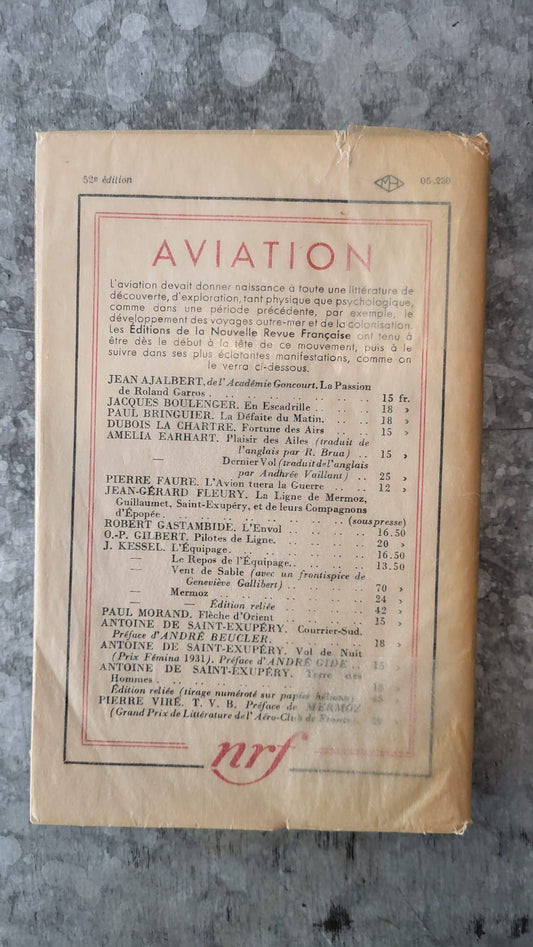 52e édition MH 05.220
AVIATION
L'aviation devait donner naissance à toute une littérature de
découverte, d'exploration, tant physique que psychologique,
comme dans une période précédente, par exemple, le
développement des voyages outre-mer et de la colonisation.
Les Éditions de la Nouvelle Revue Française ont tenu à
être dès le début à la tête de ce mouvement, puis à le
suivre dans ses plus éclatantes manifestations, comme on
le verra ci-dessous.
JEAN AJALBERT, de l'Académie Goncourt. La Passion
de Roland Garros .. .. .. .. .. .. .. 15 fr.
JACQUES BOULENGER. En Escadrille .. .. .. 18 »
PAUL BRINGUIER. La Défaite du Matin. .. .. 18 »
DUBOIS LA CHARTRE. Fortune des Airs .. .. 15 »
AMELIA EARHART. Plaisir des Ailes (traduit de
l'anglais par R. Brua) .. .. 15 »
— Dernier Vol (traduit de l'anglais
par Andhrée Vaillant) .. .. 25 »
PIERRE FAURE. L'Avion tuera la Guerre .. .. 12 »
JEAN-GÉRARD FLEURY. La Ligne de Mermoz,
Guillaumet, Saint-Exupéry, et de leurs Compagnons
d'Épopée. .. .. .. .. .. .. .. (sous presse)
ROBERT GASTAMBIDE. L'Envol .. .. .. .. 16.50
O.-P. GILBERT. Pilotes de Ligne. .. .. .. .. 20 »
J. KESSEL. L'Équipage. .. .. .. .. .. .. 16.50
— Le Repos de l'Équipage. .. .. .. 13.50
— Vent de Sable (avec un frontispice de
Geneviève Gallibert) .. .. .. .. 70 »
— Mermoz .. .. .. .. .. .. .. 24 »
— — Édition reliée .. .. .. .. 42 »
PAUL MORAND. Flèche d'Orient .. .. .. .. 15 »
ANTOINE DE SAINT-EXUPÉRY. Courrier-Sud.
Préface d'ANDRÉ BEUCLER. .. .. .. .. .. 18 »
ANTOINE DE SAINT-EXUPÉRY. Vol de Nuit
(Prix Fémina 1931). Préface d'ANDRÉ GIDE .. 15 »
ANTOINE DE SAINT-EXUPÉRY. Terre des
Hommes. .. .. .. .. .. .. .. .. 18
Édition reliée (tirage numéroté sur papier hélianea)
PIERRE VIRÉ. T. V. B. Préface de MERMOZ
(Grand Prix de Littérature de l'Aéro-Club de France)
nrf